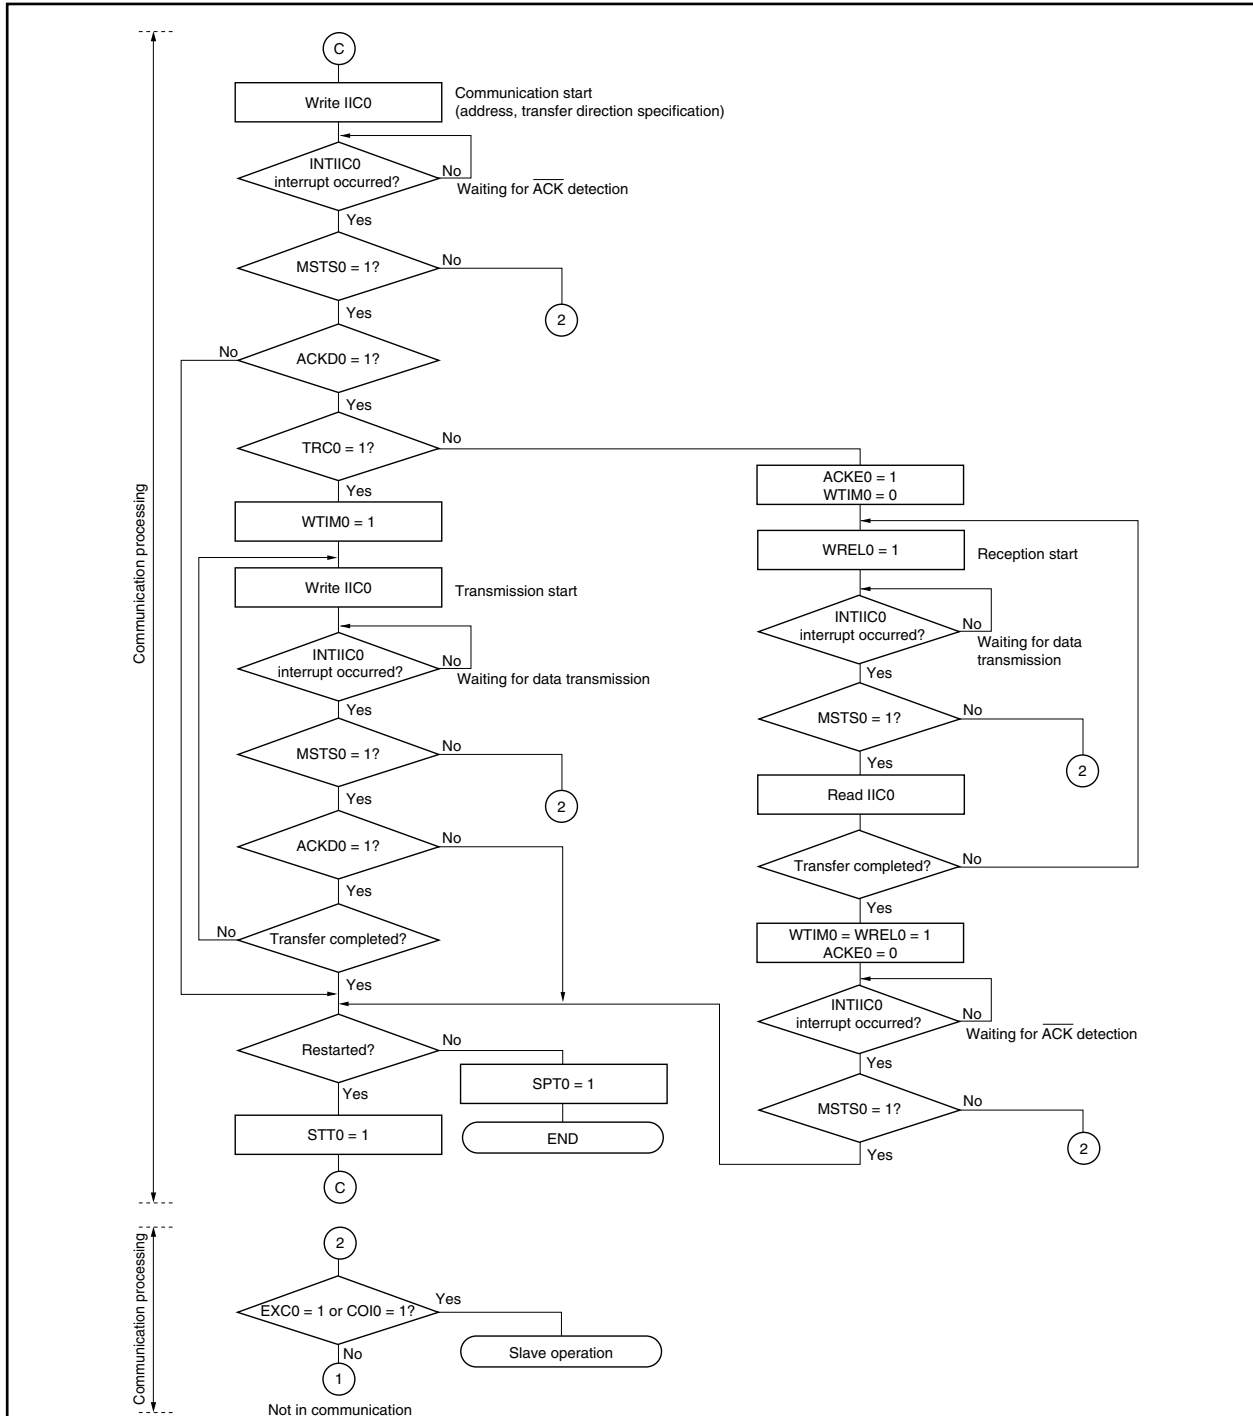 C
Write IIC0
Communication start
(address, transfer direction specification)
INTIIC0
interrupt occurred?
No
Waiting for ACK detection
Yes
MSTS0 = 1?
No
2
Yes
ACKD0 = 1?
No
Yes
TRC0 = 1?
No
Yes
WTIM0 = 1
Write IIC0
Transmission start
INTIIC0
interrupt occurred?
No
Waiting for data transmission
Yes
MSTS0 = 1?
No
2
Yes
ACKD0 = 1?
No
Yes
Transfer completed?
No
Yes
Restarted?
No
SPT0 = 1
END
Yes
STT0 = 1
C
ACKE0 = 1
WTIM0 = 0
WREL0 = 1
Reception start
INTIIC0
interrupt occurred?
No
Waiting for data
transmission
Yes
MSTS0 = 1?
No
2
Yes
Read IIC0
Transfer completed?
No
Yes
WTIM0 = WREL0 = 1
ACKE0 = 0
INTIIC0
interrupt occurred?
No
Waiting for ACK detection
Yes
MSTS0 = 1?
No
2
Yes
Communication processing
2
EXC0 = 1 or COI0 = 1?
Yes
Slave operation
No
1
Not in communication
Communication processing